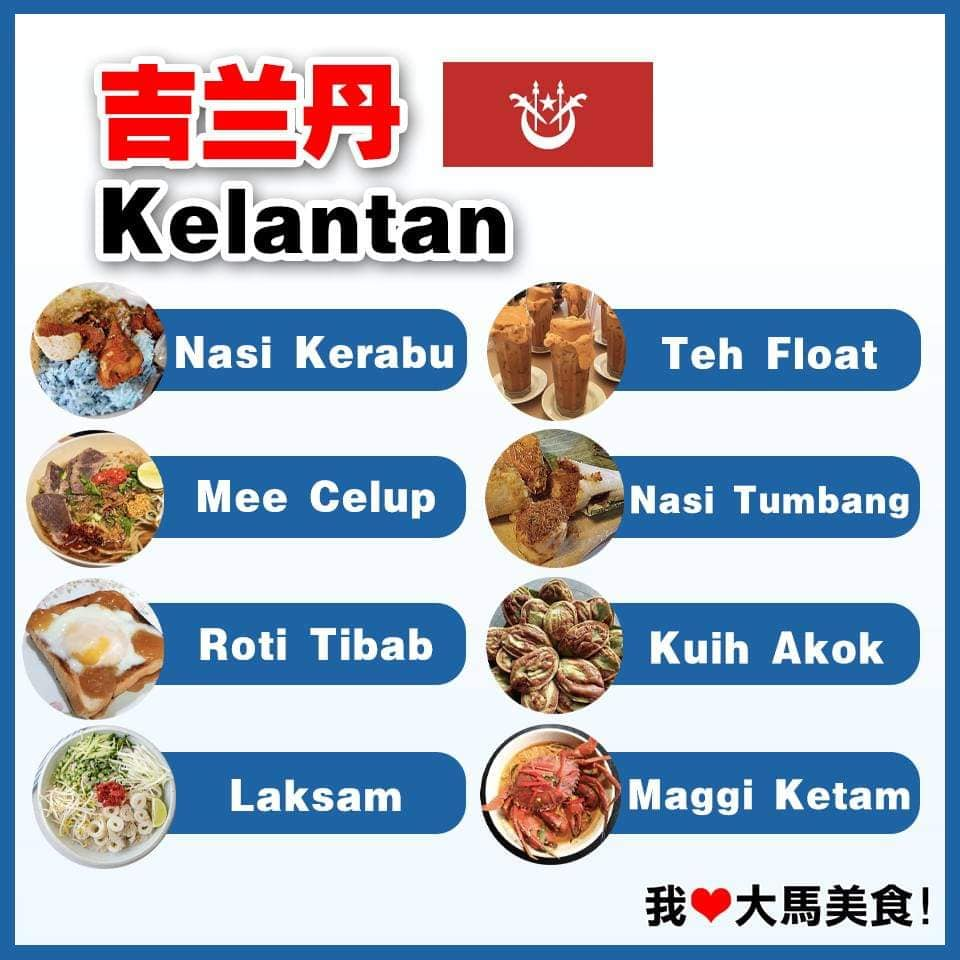 吉兰丹
Kelantan
Nasi Kerabu
Teh Float
Mee Celup
Nasi Tumbang
Roti Tibab
Kuih Akok
Laksam
Maggi Ketam
我❤大馬美食!